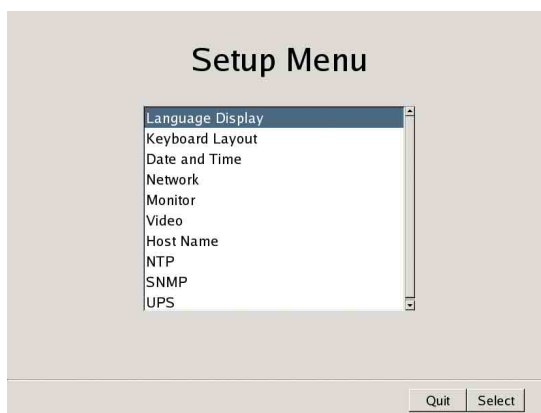 Setup Menu
Language Display
Keyboard Layout
Date and Time
Network
Monitor
Video
Host Name
NTP
SNMP
UPS
Quit Select